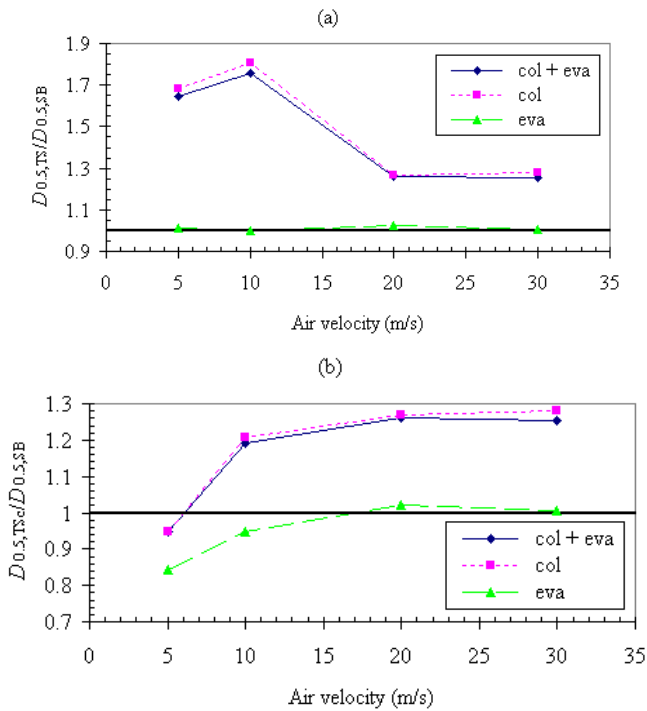 (a)
1.9
1.7
1.5
1.3
1.1
0.9
D0.5,TS/D0.5,SB
col + eva
col
eva
0 5 10 15 20 25 30 35
Air velocity (m/s)
(b)
1.3
1.2
1.1
1
0.9
0.8
0.7
D0.5,TSc/D0.5,SB
col + eva
col
eva
0 5 10 15 20 25 30 35
Air velocity (m/s)